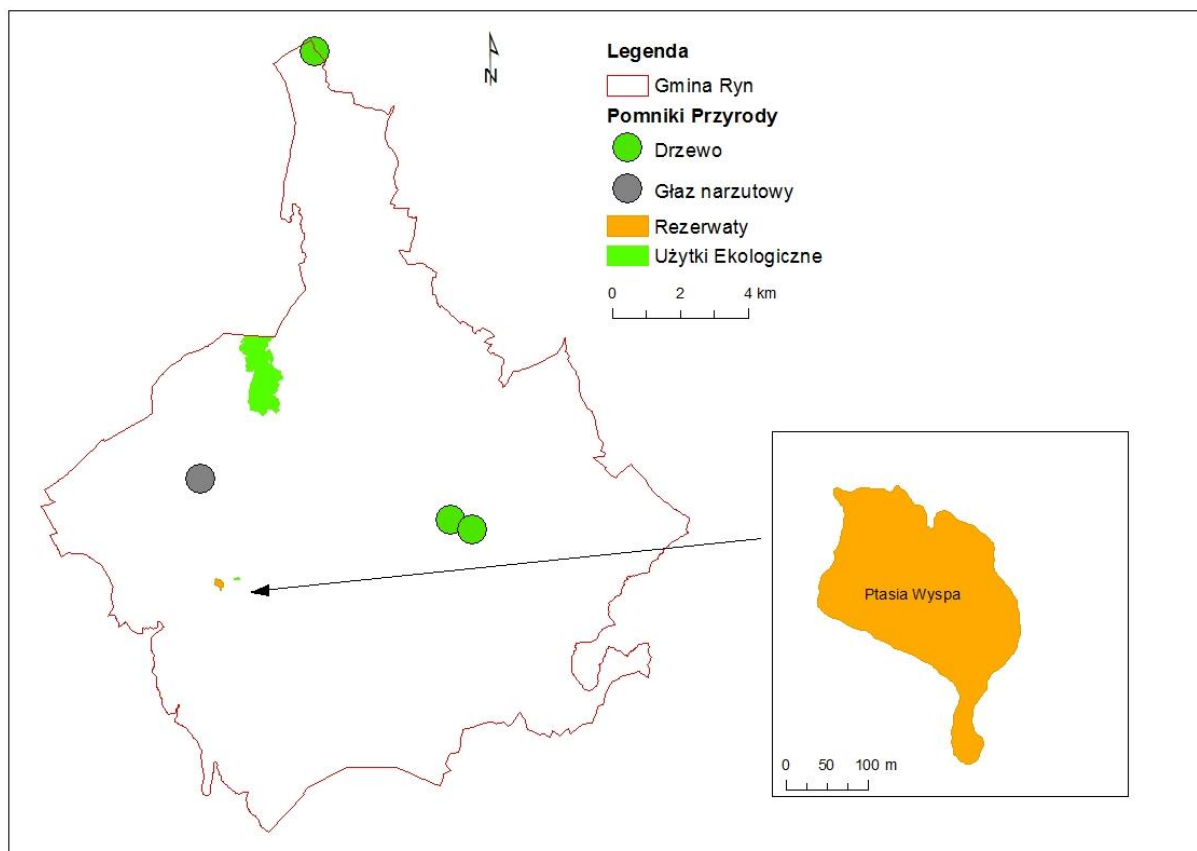 N
Legenda
Gmina Ryn
Pomniki Przyrody
Drzewo
Głaz narzutowy
Rezerwaty
Użytki Ekologiczne
0 2 4 km
Ptasia Wyspa
0 50 100 m